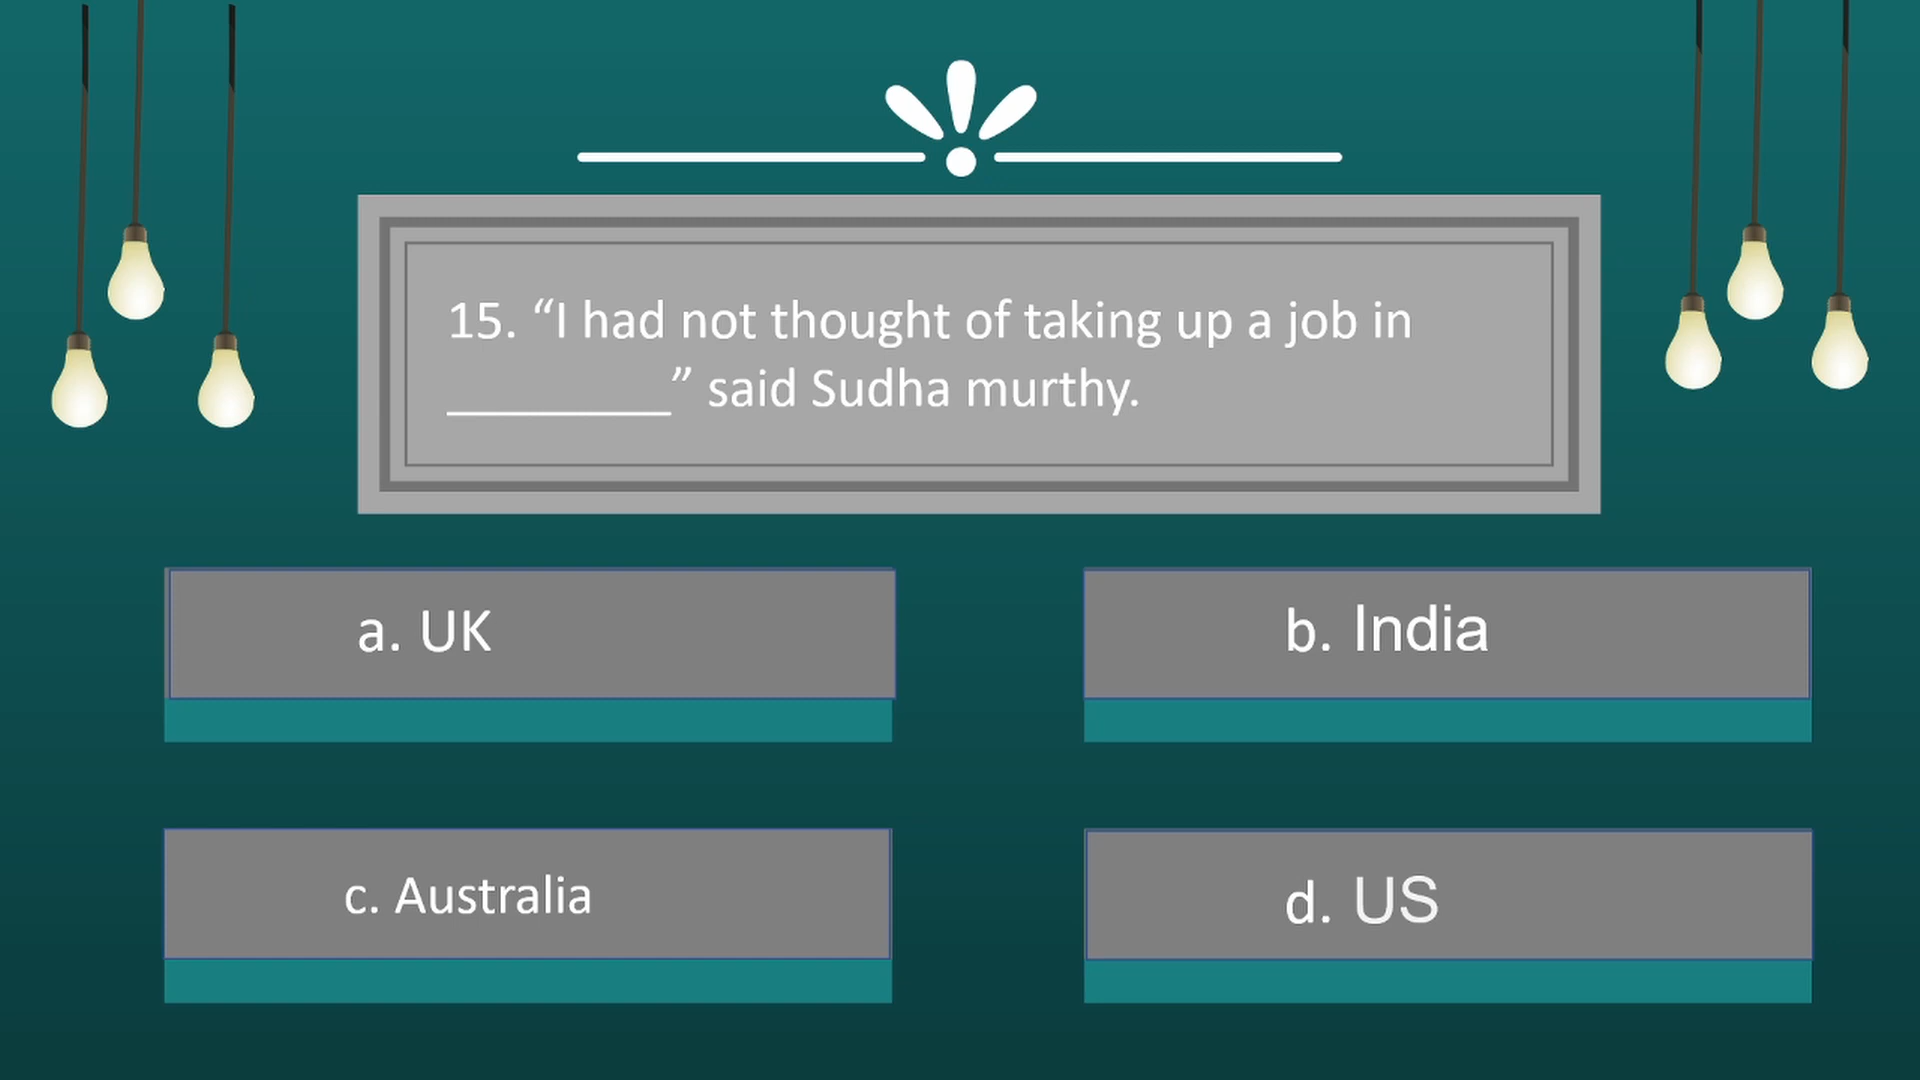 15. “I had not thought of taking up a job in
_________” said Sudha murthy.
a. UK
b. India
c. Australia
d. US